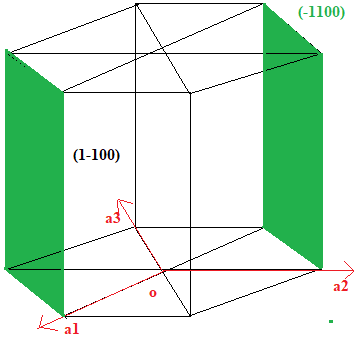 (-1100)
(1-100)
a3
o
a2
a1